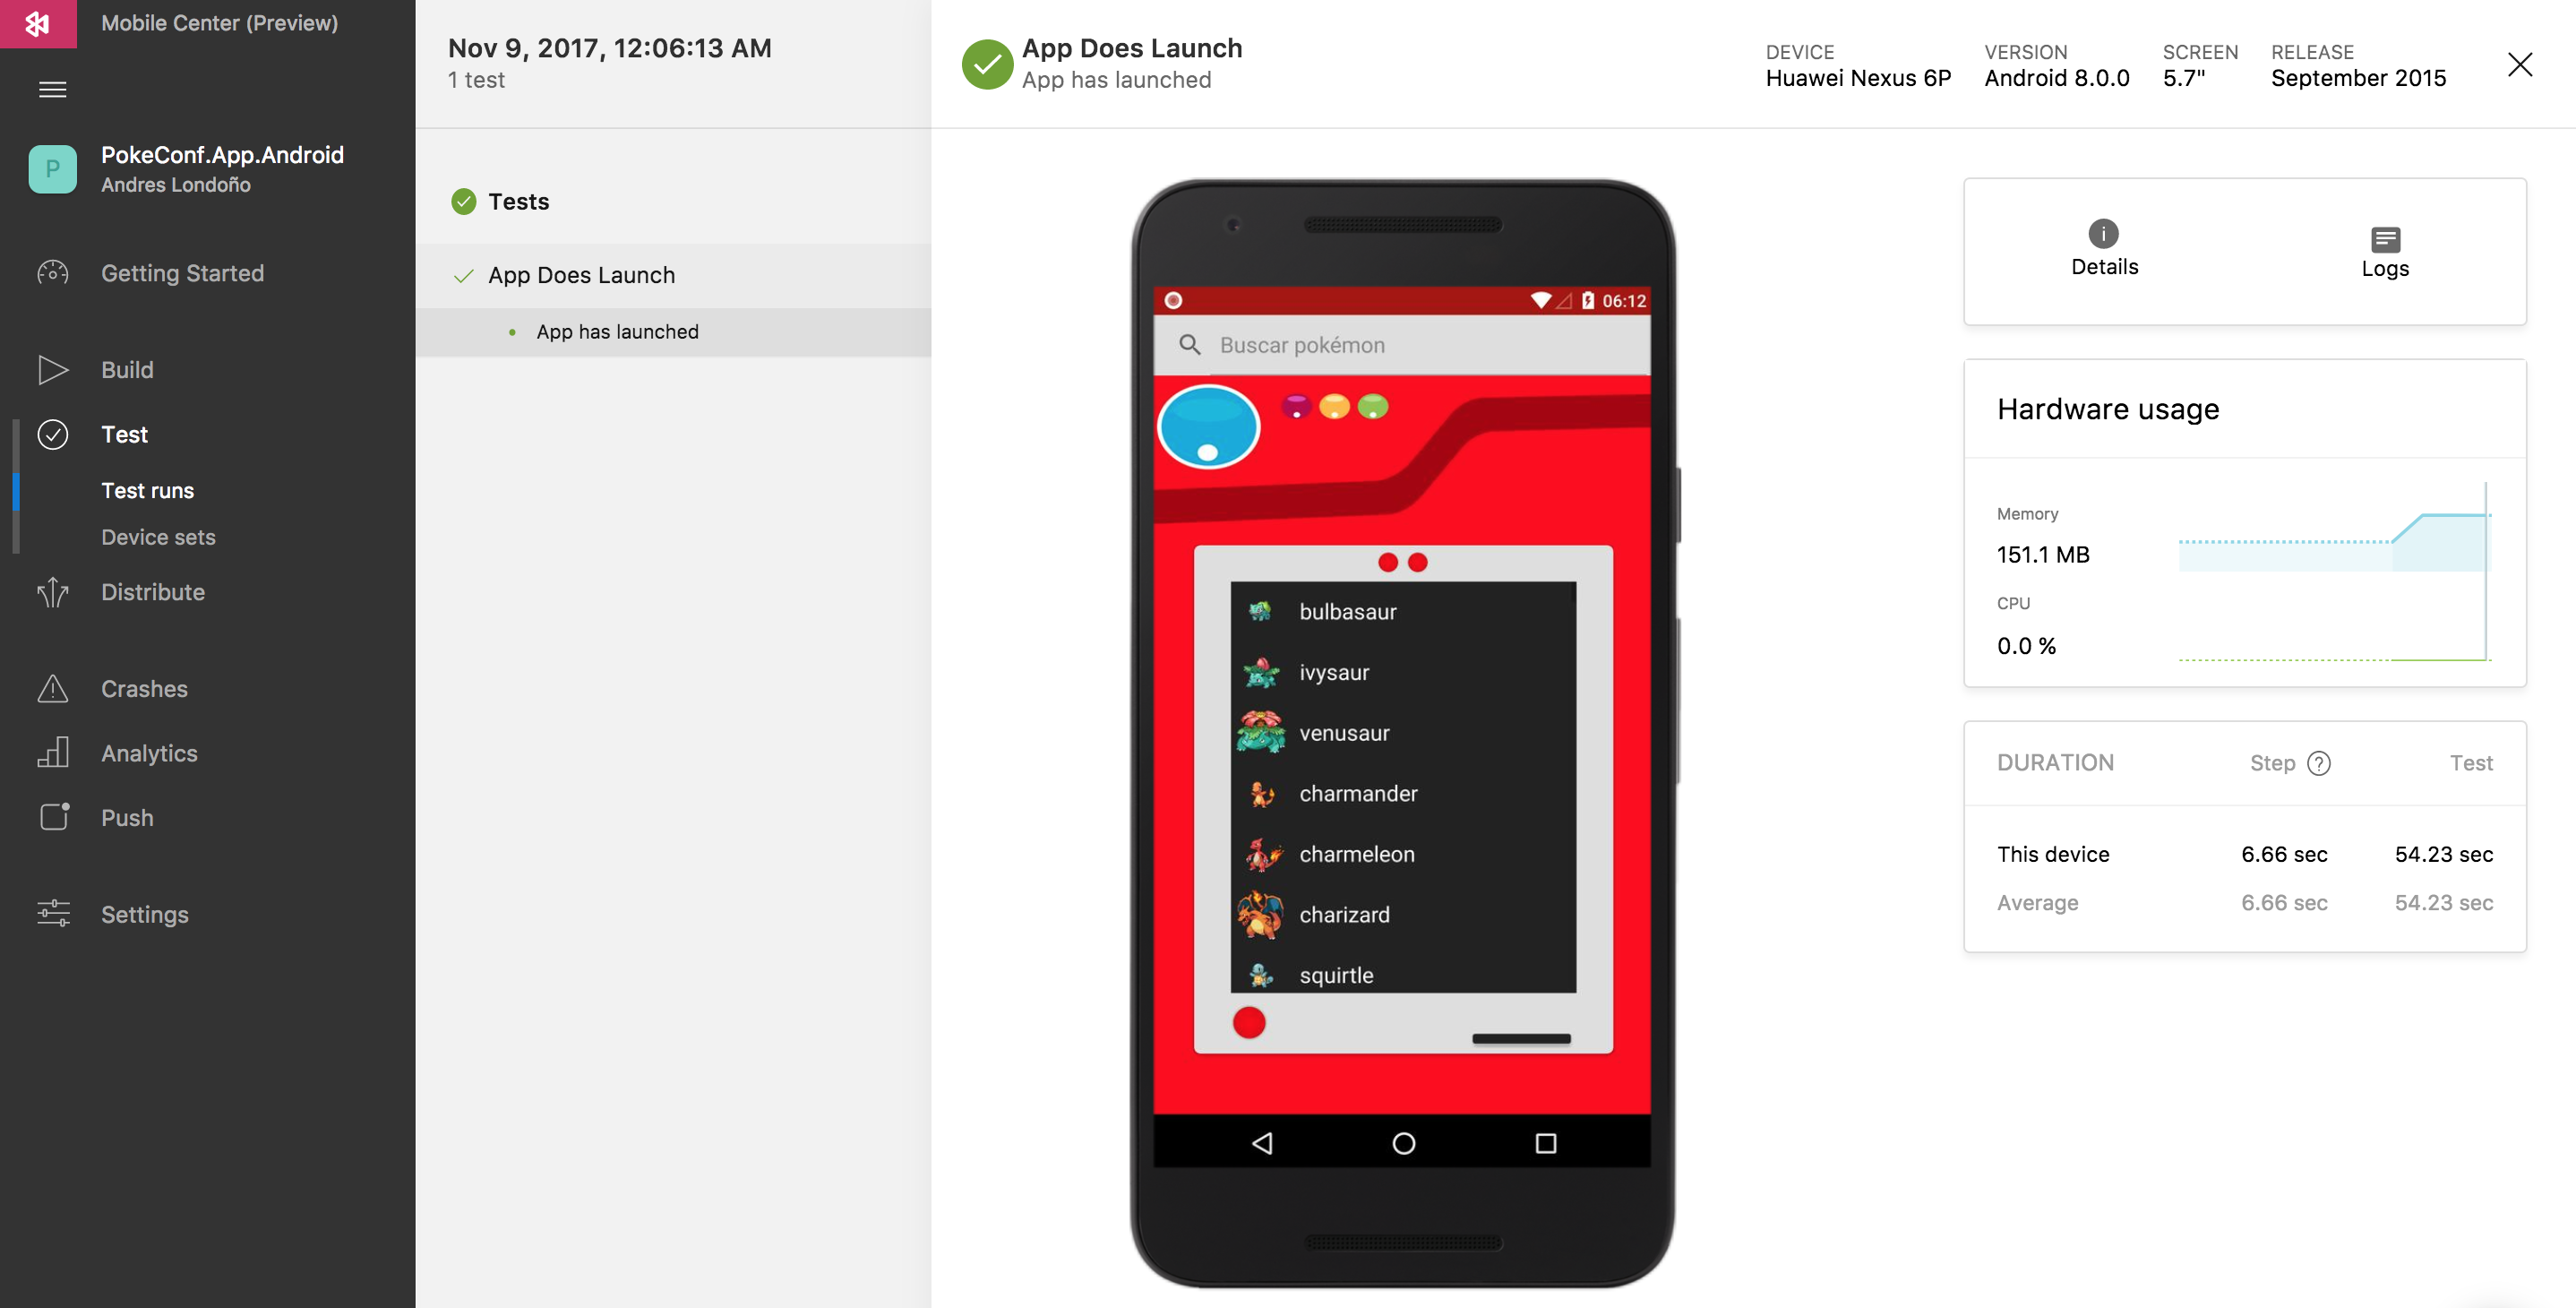 Mobile Center (Preview)
P
PokeConf.App.Android
Andres Londoño
Getting Started
Build
Test
Test runs
Device sets
Distribute
Crashes
Analytics
Push
Settings
Nov 9, 2017, 12:06:13 AM
1 test
Tests
App Does Launch
App has launched
App Does Launch
App has launched
DEVICE
Huawei Nexus 6P
VERSION
Android 8.0.0
SCREEN
5.7"
RELEASE
September 2015
06:12
Buscar pokémon
bulbasaur
ivysaur
venusaur
charmander
charmeleon
charizard
squirtle
Details
Logs
Hardware usage
Memory
151.1 MB
CPU
0.0 %
DURATION Step ? Test
This device 6.66 sec 54.23 sec
Average 6.66 sec 54.23 sec